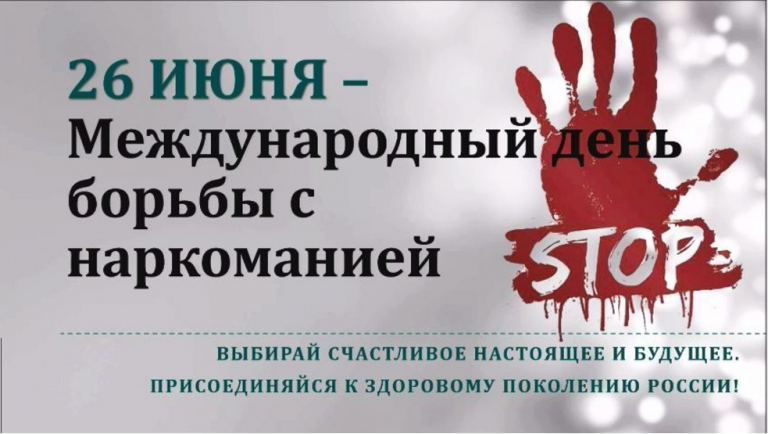 26 ИЮНЯ –
Международный день
борьбы с
наркоманией
STOP
ВЫБИРАЙ СЧАСТЛИВОЕ НАСТОЯЩЕЕ И БУДУЩЕЕ.
ПРИСОЕДИНЯЙСЯ К ЗДОРОВОМУ ПОКОЛЕНИЮ РОССИИ!